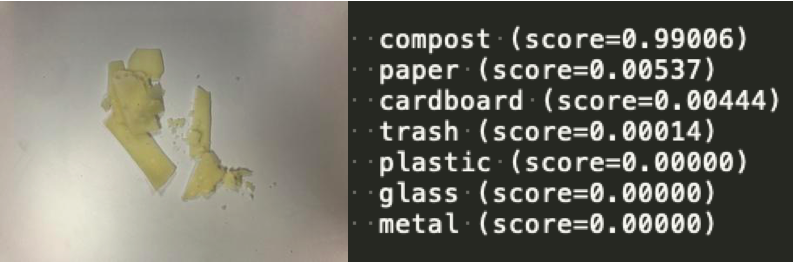 compost (score=0.99006)
paper (score=0.00537)
cardboard (score=0.00444)
trash (score=0.00014)
plastic (score=0.00000)
glass (score=0.00000)
metal (score=0.00000)